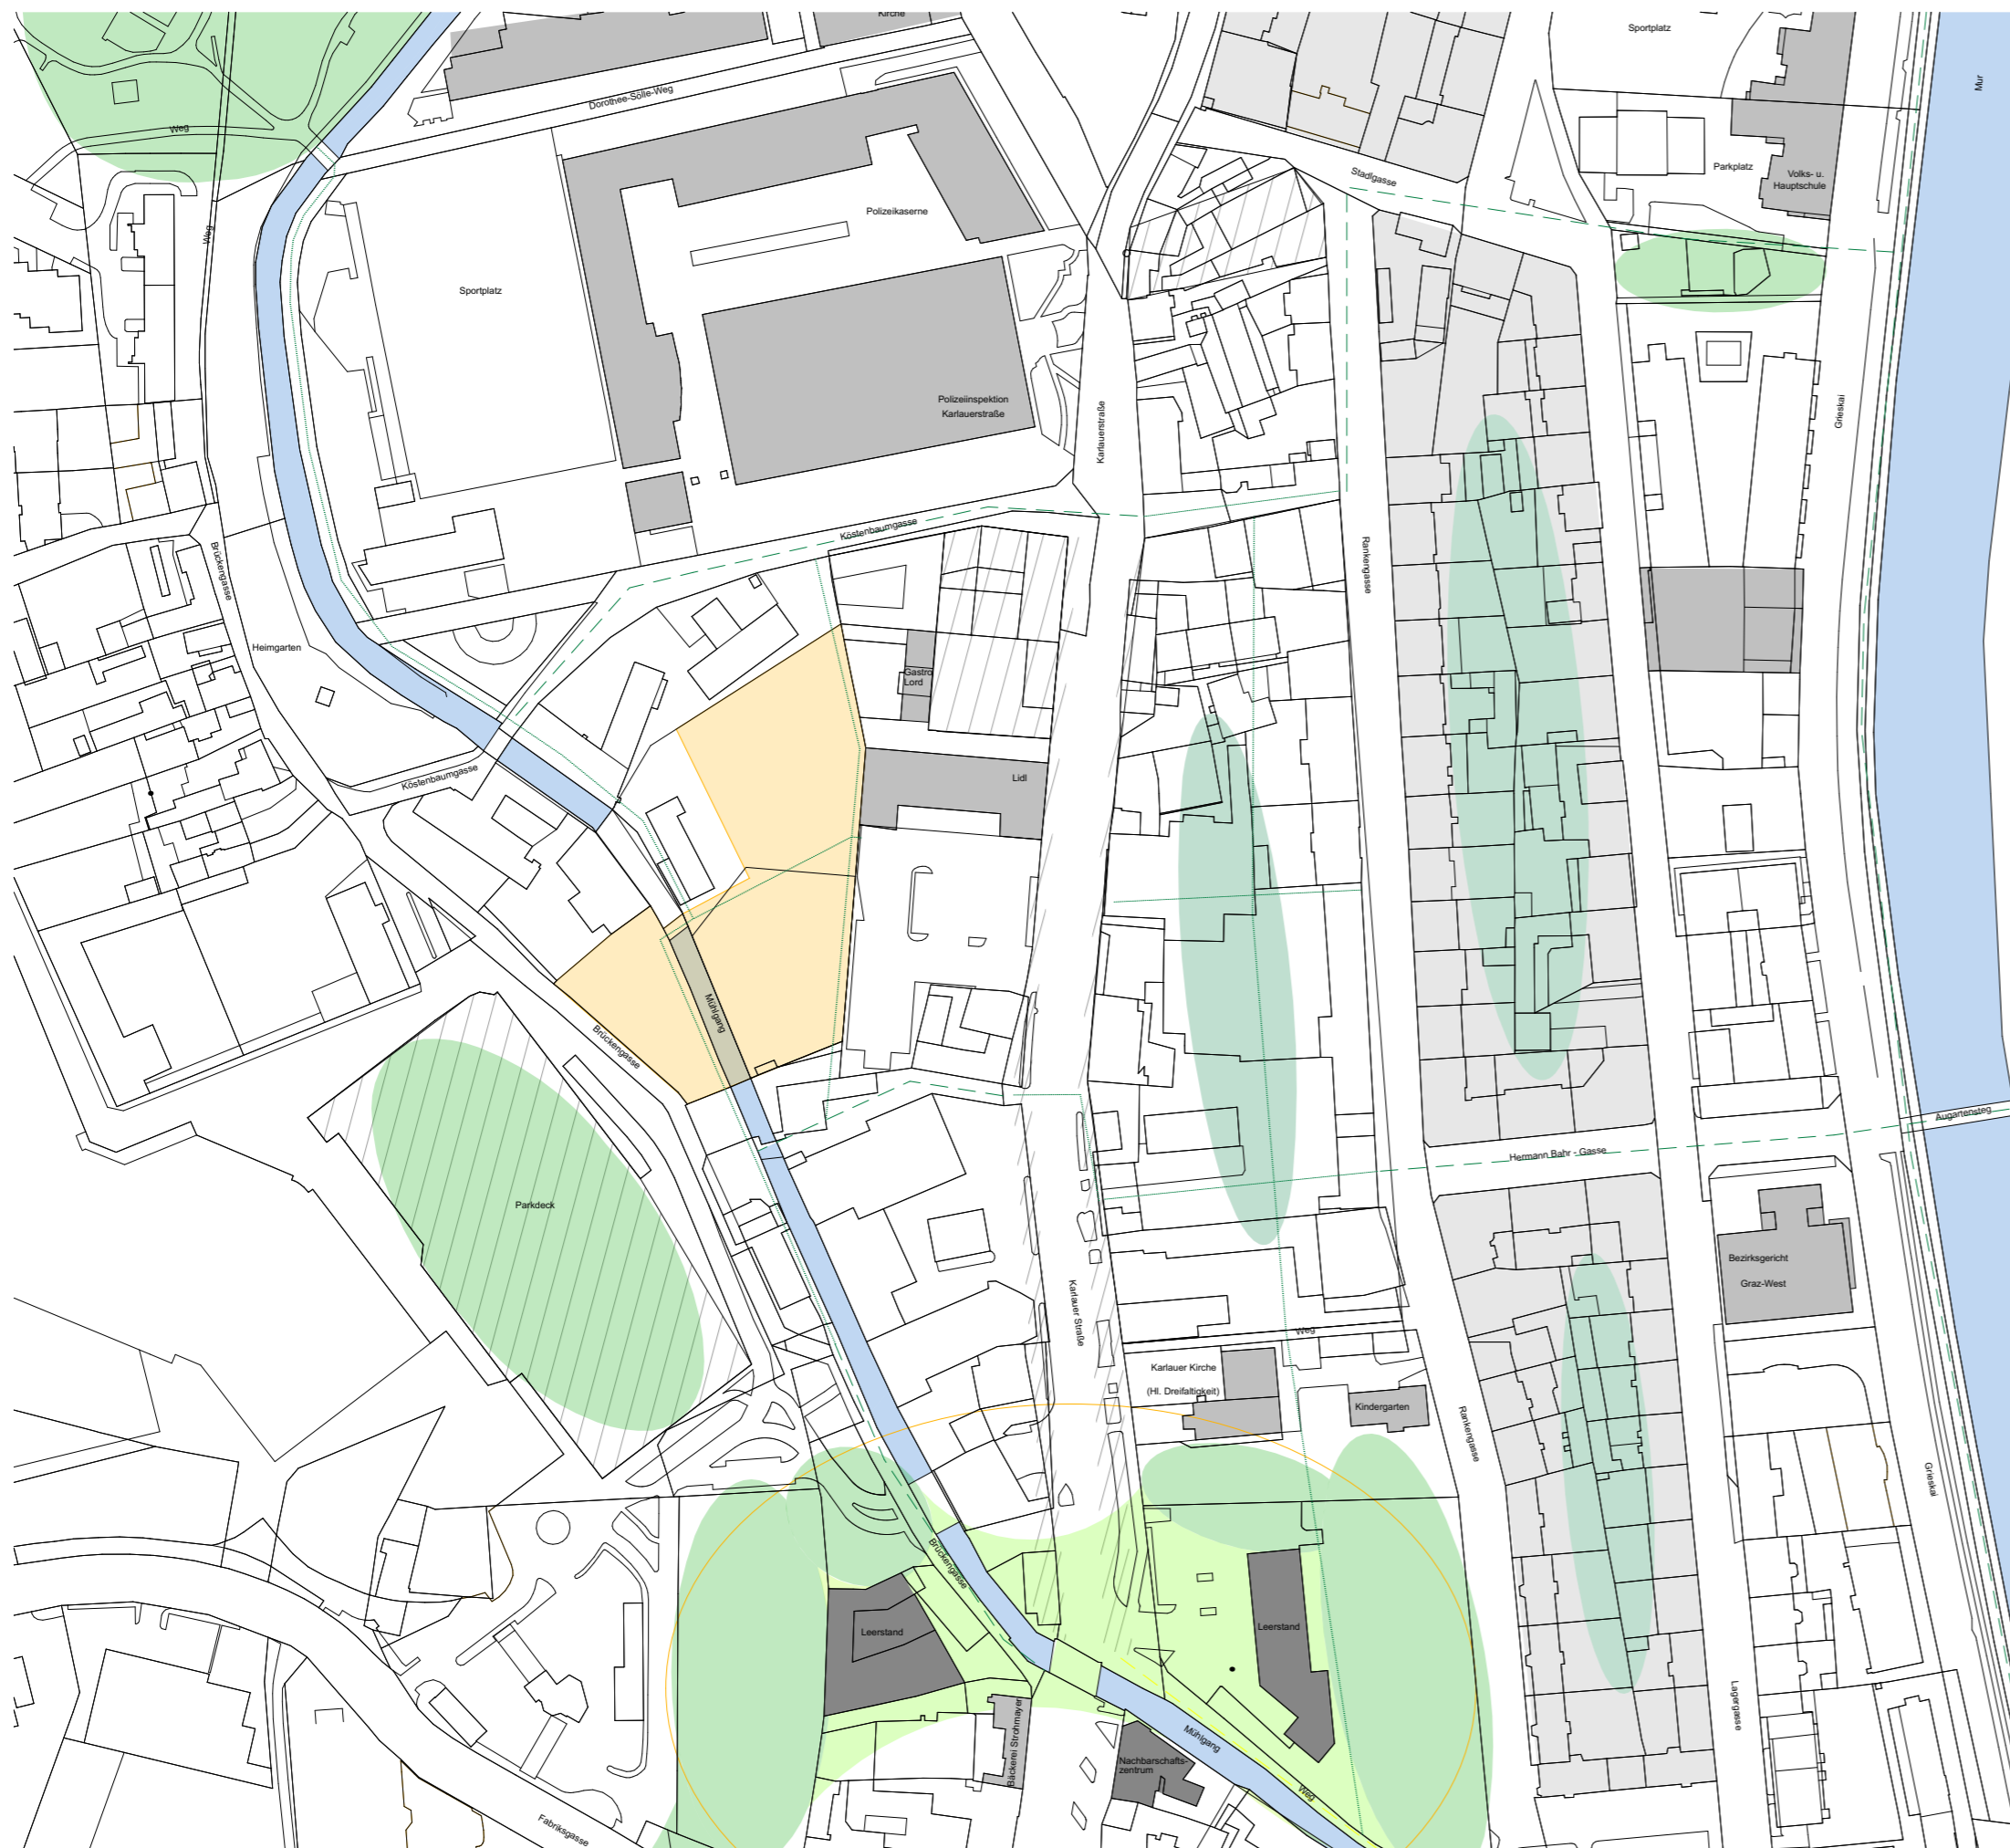 Kirche
Sportplatz
Mur
Dorothee-Sölle-Weg
Weg
Parkplatz
Stadlgasse
Volks- u.
Hauptschule
Polizeikaserne
Weg
Sportplatz
Polizeiinspektion
Karlauerstraße
Karlauerstraße
Grieskai
Köstenbaumgasse
Rankengasse
Brückengasse
Heimgarten
Gastro
Lord
Lidl
Köstenbaumgasse
Mühlgang
Brückengasse
Augartensteg
Hermann Bahr - Gasse
Parkdeck
Bezirksgericht
Graz-West
Karlauer Straße
Weg
Karlauer Kirche
(Hl. Dreifaltigkeit)
Kindergarten
Rankengasse
Grieskai
Brückengasse
Leerstand
Leerstand
Lagergasse
Mühlgang
Bäckerei Strohmayer
Nachbarschafts-
zentrum
Weg
Fabriksgasse